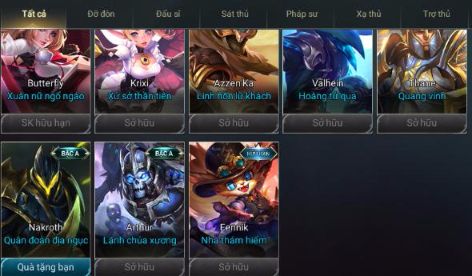 Tất cả
Đỡ đòn
Đấu sĩ
Sát thủ
Pháp sư
Xạ thủ
Trợ thủ
Butterfly
Xuân nữ ngổ ngáo
SK hữu hạn
Krixi
Xứ sở thần tiên
Sở hữu
Azzen'Ka
Linh hồn lữ khách
Sở hữu
Valhein
Hoàng tử quạ
Sở hữu
Thane
Quang vinh
Sở hữu
BẬC A
Nakroth
Quân đoàn địa ngục
Quà tặng bạn
BẬC A
Arthur
Lãnh chúa xương
Sở hữu
Fennik
Nhà thám hiểm
Sở hữu